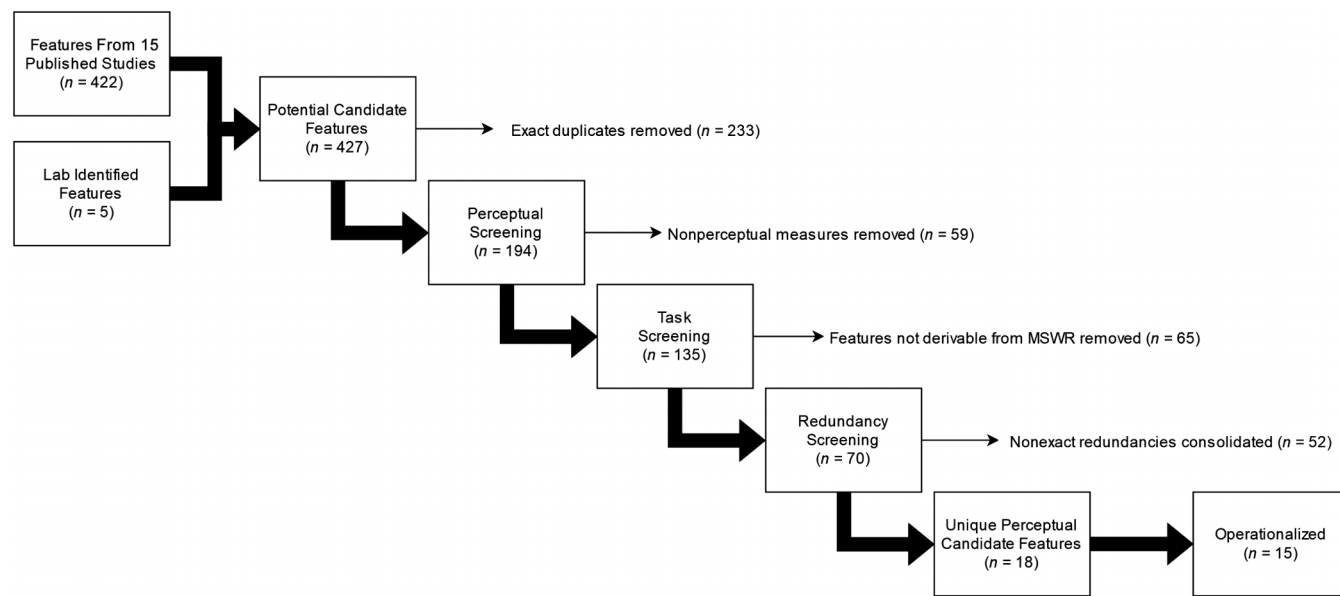 Features From 15
Published Studies
(n = 422)
Lab Identified
Features
(n = 5)
Potential Candidate
Features
(n = 427)
Exact duplicates removed (n = 233)
Perceptual
Screening
(n = 194)
Nonperceptual measures removed (n = 59)
Task
Screening
(n = 135)
Features not derivable from MSWR removed (n = 65)
Redundancy
Screening
(n = 70)
Nonexact redundancies consolidated (n = 52)
Unique Perceptual
Candidate Features
(n = 18)
Operationalized
(n = 15)